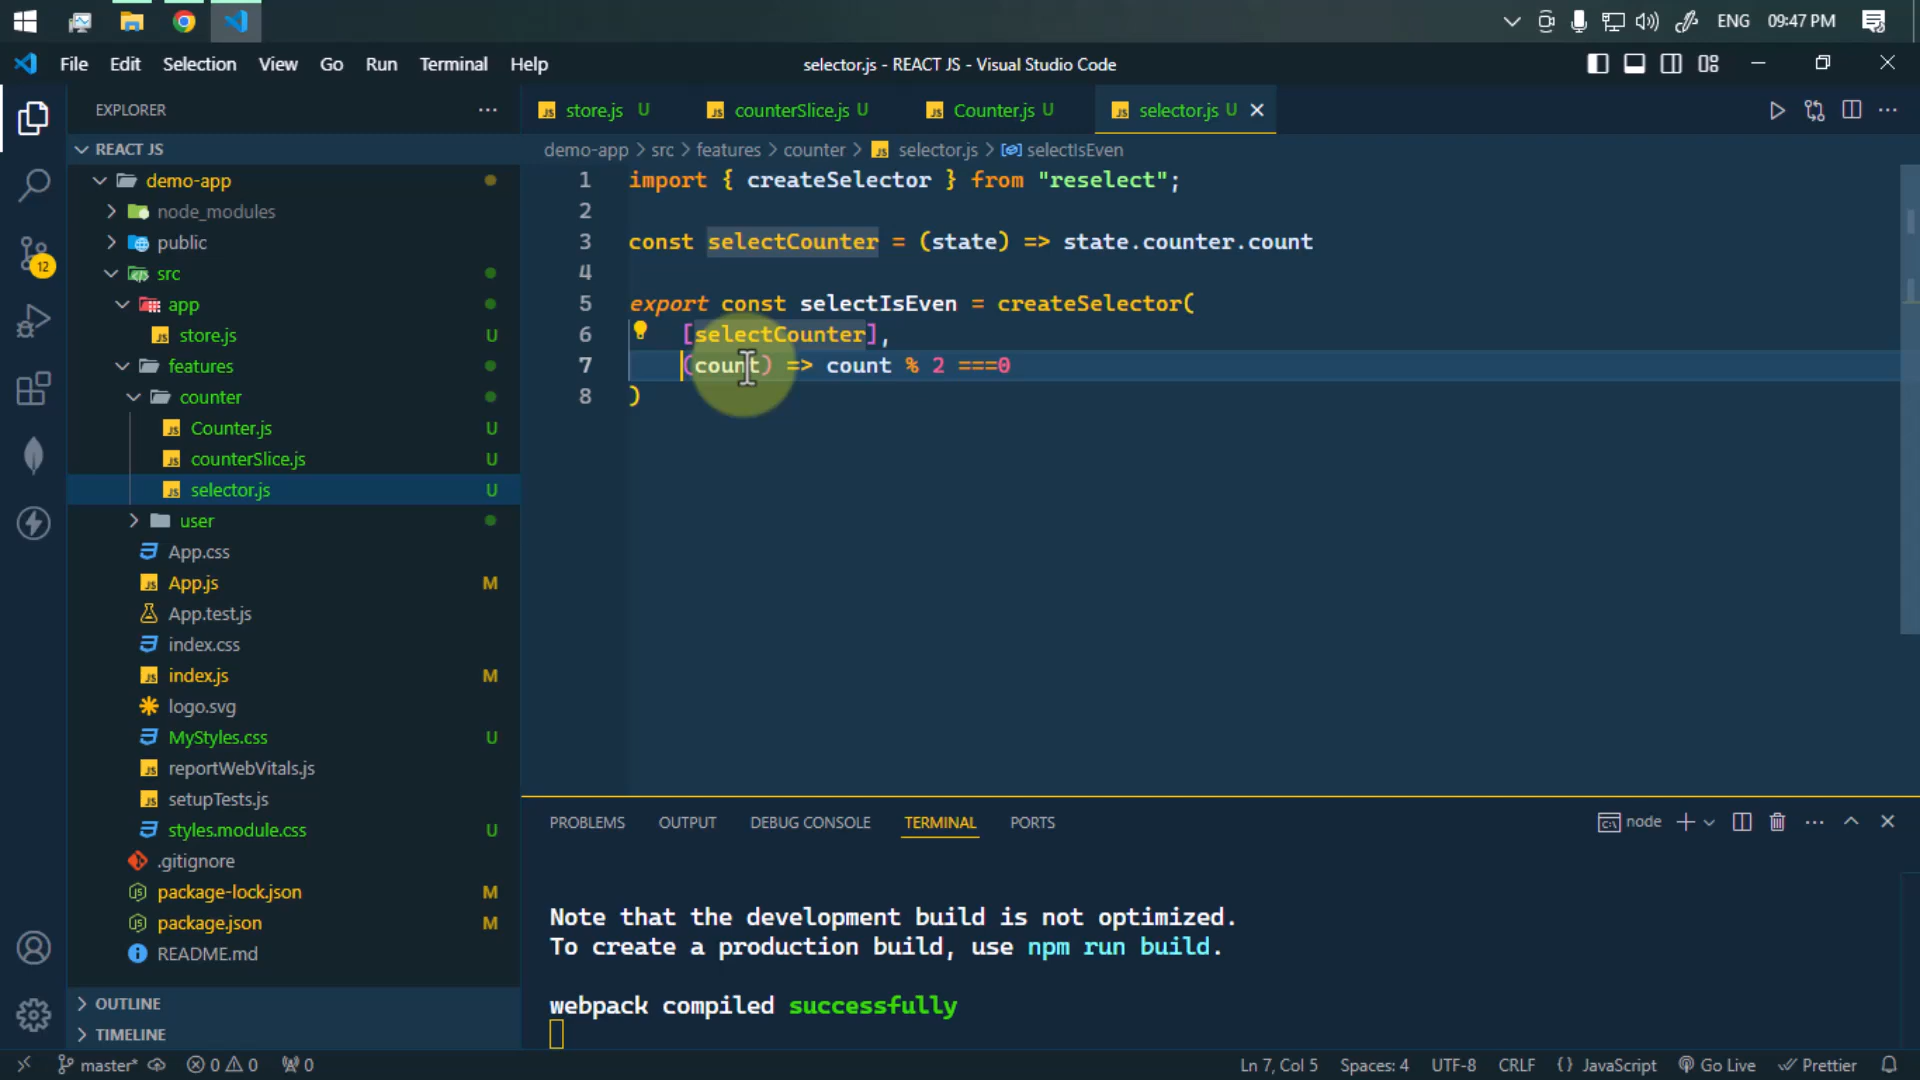 ENG 09:47 PM
File Edit Selection View Go Run Terminal Help
selector.js - REACT JS - Visual Studio Code
EXPLORER
store.js U
counterSlice.js U
Counter.js U
selector.js U
REACT JS
demo-app > src > features > counter > selector.js > selectIsEven
demo-app
node_modules
public
src
12
app
store.js U
features
counter
Counter.js U
counterSlice.js U
selector.js U
user
App.css
App.js M
App.test.js
index.css
index.js M
logo.svg
MyStyles.css U
reportWebVitals.js
setupTests.js
styles.module.css U
.gitignore
package-lock.json M
package.json M
README.md
OUTLINE
TIMELINE
1 import { createSelector } from "reselect";
2
3 const selectCounter = (state) => state.counter.count
4
5 export const selectIsEven = createSelector(
6 [selectCounter],
7 (count) => count % 2 ===0
8 )
PROBLEMS OUTPUT DEBUG CONSOLE TERMINAL PORTS
node
Note that the development build is not optimized.
To create a production build, use npm run build.
webpack compiled successfully
master* 0 0 0
Ln 7, Col 5 Spaces: 4 UTF-8 CRLF {} JavaScript Go Live Prettier